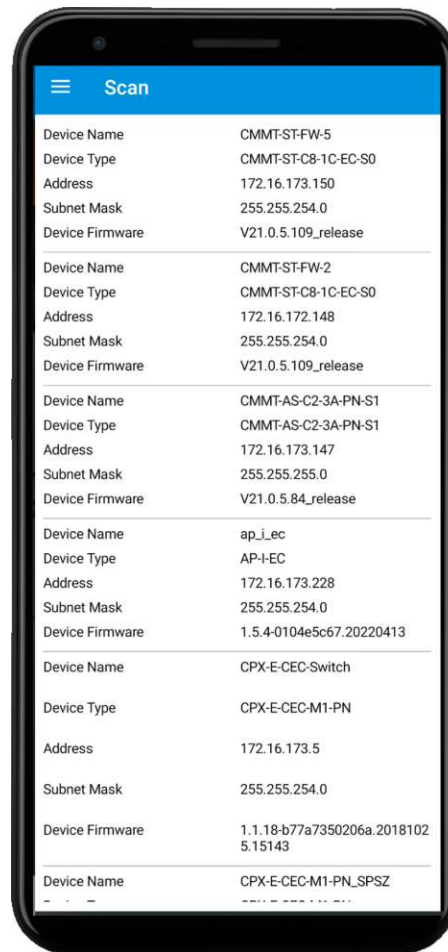 Scan
Device Name CMMT-ST-FW-5
Device Type CMMT-ST-C8-1C-EC-S0
Address 172.16.173.150
Subnet Mask 255.255.254.0
Device Firmware V21.0.5.109_release
Device Name CMMT-ST-FW-2
Device Type CMMT-ST-C8-1C-EC-S0
Address 172.16.172.148
Subnet Mask 255.255.254.0
Device Firmware V21.0.5.109_release
Device Name CMMT-AS-C2-3A-PN-S1
Device Type CMMT-AS-C2-3A-PN-S1
Address 172.16.173.147
Subnet Mask 255.255.255.0
Device Firmware V21.0.5.84_release
Device Name ap_i_ec
Device Type AP-I-EC
Address 172.16.173.228
Subnet Mask 255.255.254.0
Device Firmware 1.5.4-0104e5c67.20220413
Device Name CPX-E-CEC-Switch
Device Type CPX-E-CEC-M1-PN
Address 172.16.173.5
Subnet Mask 255.255.254.0
Device Firmware 1.1.18-b77a7350206a.2018102
5.15143
Device Name CPX-E-CEC-M1-PN_SPSZ